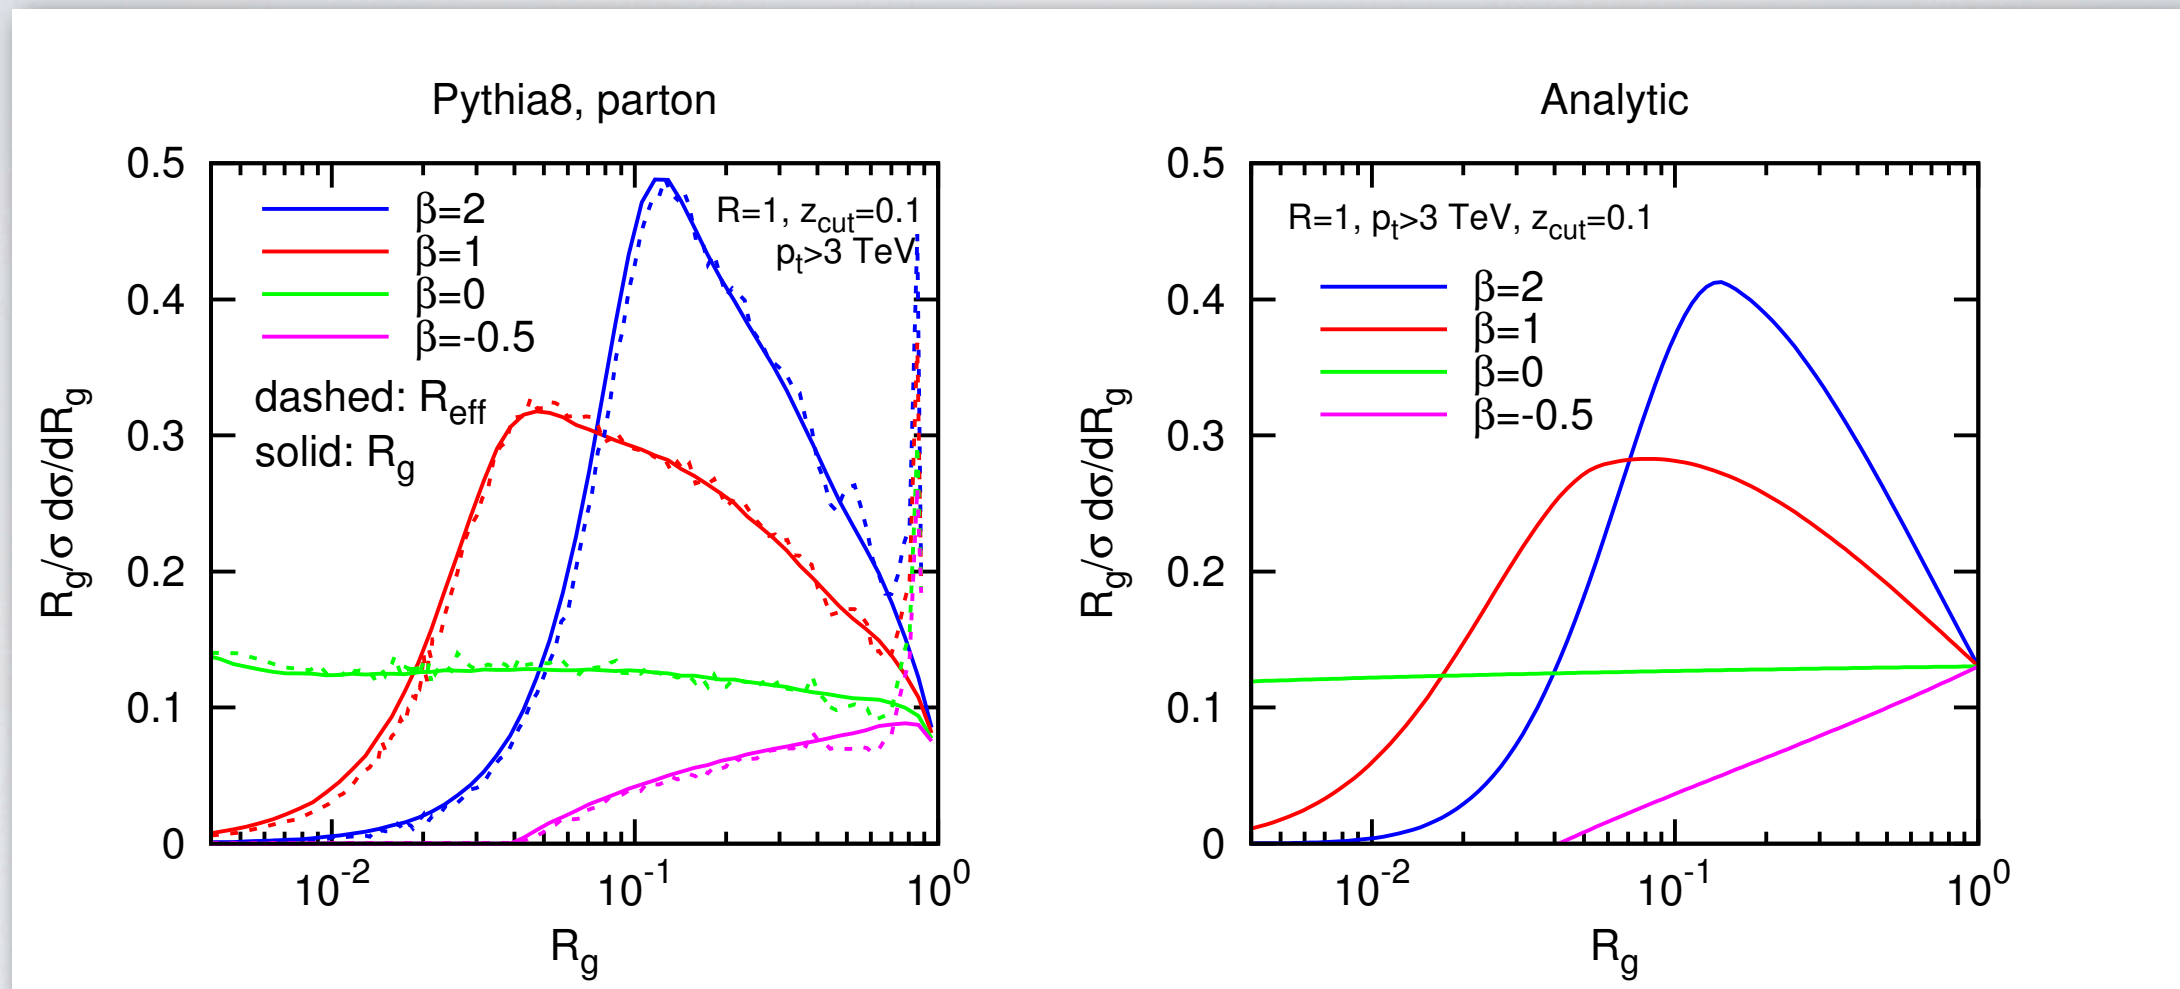 Pythia8, parton
0.5
0.4
0.3
0.2
0.1
0
R_g/σ dσ/dR_g
β=2
β=1
β=0
β=-0.5
dashed: R_eff
solid: R_g
R=1, z_cut=0.1
p_t>3 TeV
10^-2
10^-1
10^0
R_g
Analytic
0.5
0.4
0.3
0.2
0.1
0
R_g/σ dσ/dR_g
R=1, p_t>3 TeV, z_cut=0.1
β=2
β=1
β=0
β=-0.5
10^-2
10^-1
10^0
R_g